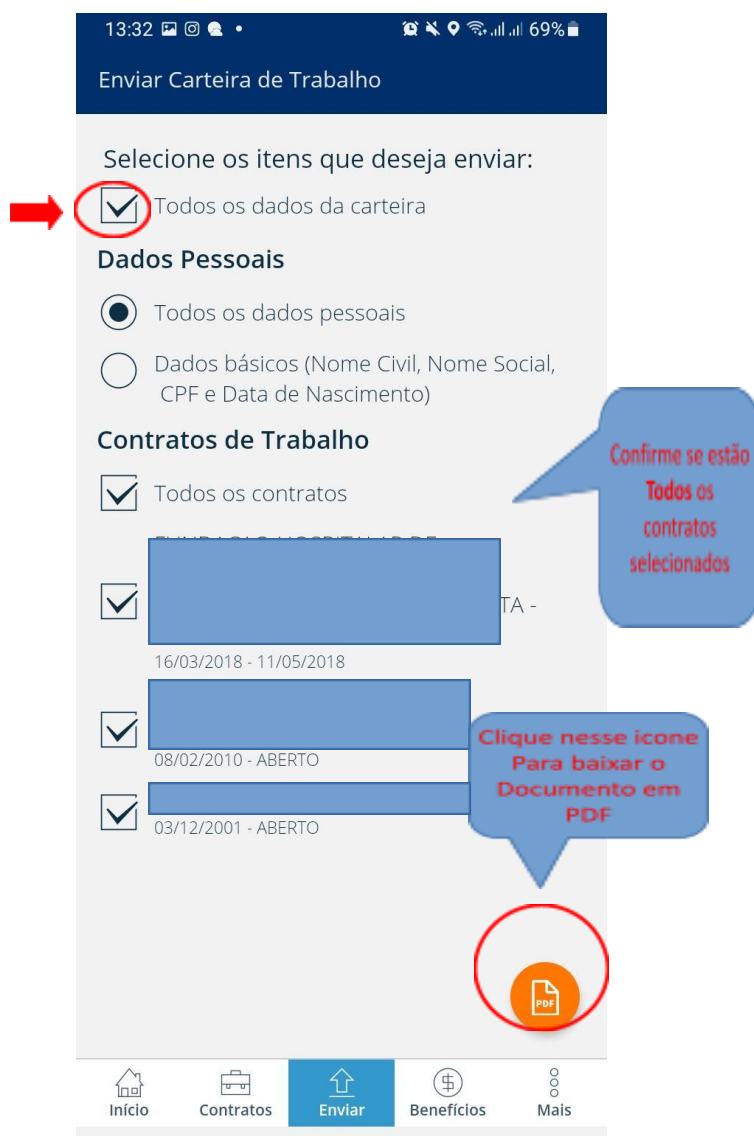 13:32 69%
Enviar Carteira de Trabalho
Selecione os itens que deseja enviar:
Todos os dados da carteira
Dados Pessoais
Todos os dados pessoais
Dados básicos (Nome Civil, Nome Social,
CPF e Data de Nascimento)
Contratos de Trabalho
Todos os contratos
Confirme se estão
Todos os
contratos
selecionados
TA -
16/03/2018 - 11/05/2018
08/02/2010 - ABERTO
03/12/2001 - ABERTO
Clique nesse icone
Para baixar o
Documento em
PDF
PDF
Início Contratos Enviar Benefícios Mais